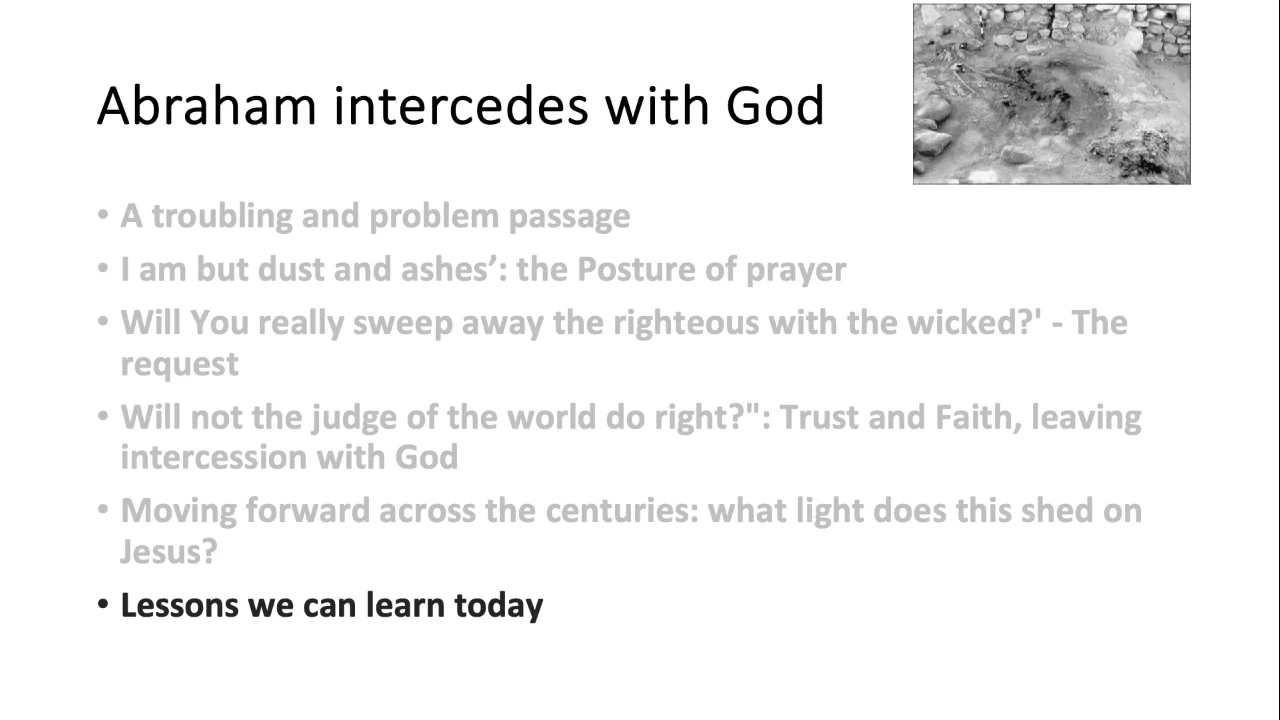 Abraham intercedes with God
• A troubling and problem passage
• I am but dust and ashes’: the Posture of prayer
• Will You really sweep away the righteous with the wicked?' - The
request
• Will not the judge of the world do right?": Trust and Faith, leaving
intercession with God
• Moving forward across the centuries: what light does this shed on
Jesus?
• Lessons we can learn today